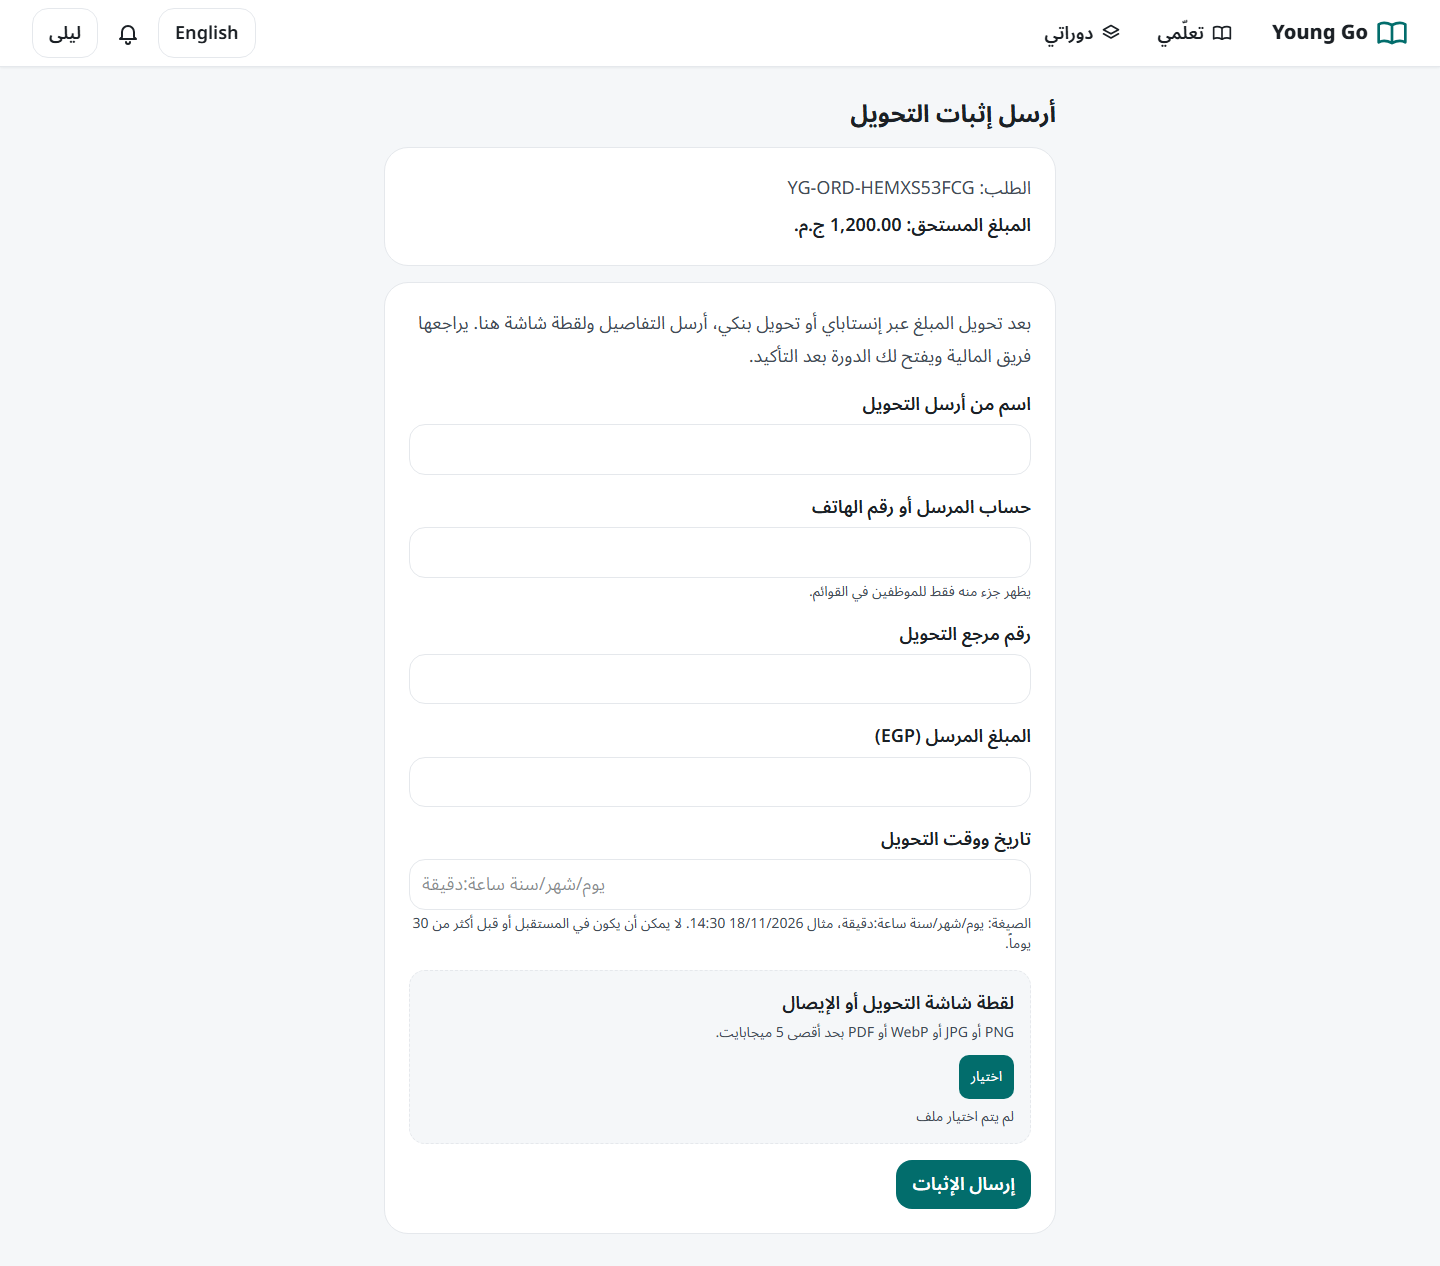 Young Go
تعلّمي
دوراتي
English
ليلى
أرسل إثبات التحويل
الطلب: YG-ORD-HEMXS53FCG
المبلغ المستحق: 1,200.00 ج.م.
بعد تحويل المبلغ عبر إنستاباي أو تحويل بنكي، أرسل التفاصيل ولقطة شاشة هنا. يراجعها
فريق المالية ويفتح لك الدورة بعد التأكيد.
اسم من أرسل التحويل
حساب المرسل أو رقم الهاتف
يظهر جزء منه فقط للموظفين في القوائم.
رقم مرجع التحويل
المبلغ المرسل (EGP)
تاريخ ووقت التحويل
يوم/شهر/سنة ساعة:دقيقة
الصيغة: يوم/شهر/سنة ساعة:دقيقة، مثال 18/11/2026 14:30. لا يمكن أن يكون في المستقبل أو قبل أكثر من 30
يوماً.
لقطة شاشة التحويل أو الإيصال
PNG أو JPG أو WebP أو PDF بحد أقصى 5 ميجابايت.
اختيار
لم يتم اختيار ملف
إرسال الإثبات